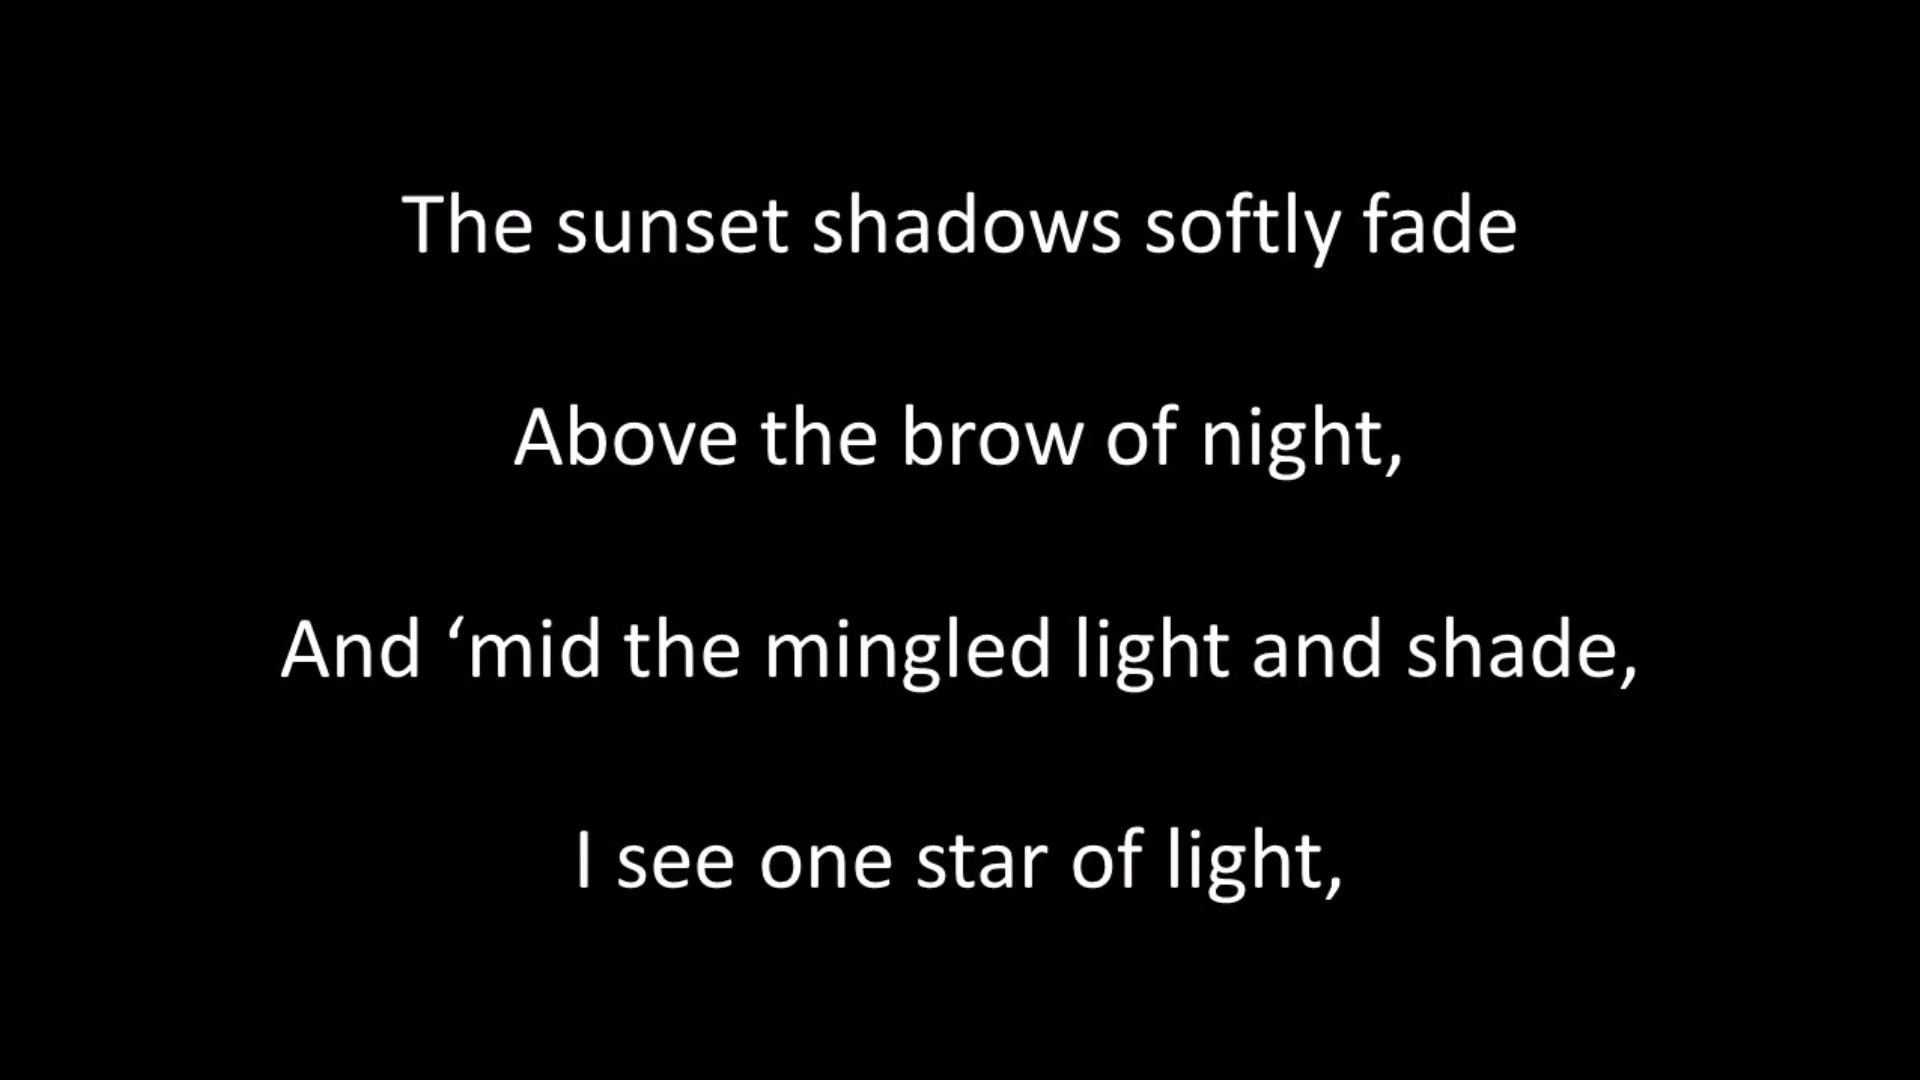 The sunset shadows softly fade
Above the brow of night,
And ‘mid the mingled light and shade,
I see one star of light,